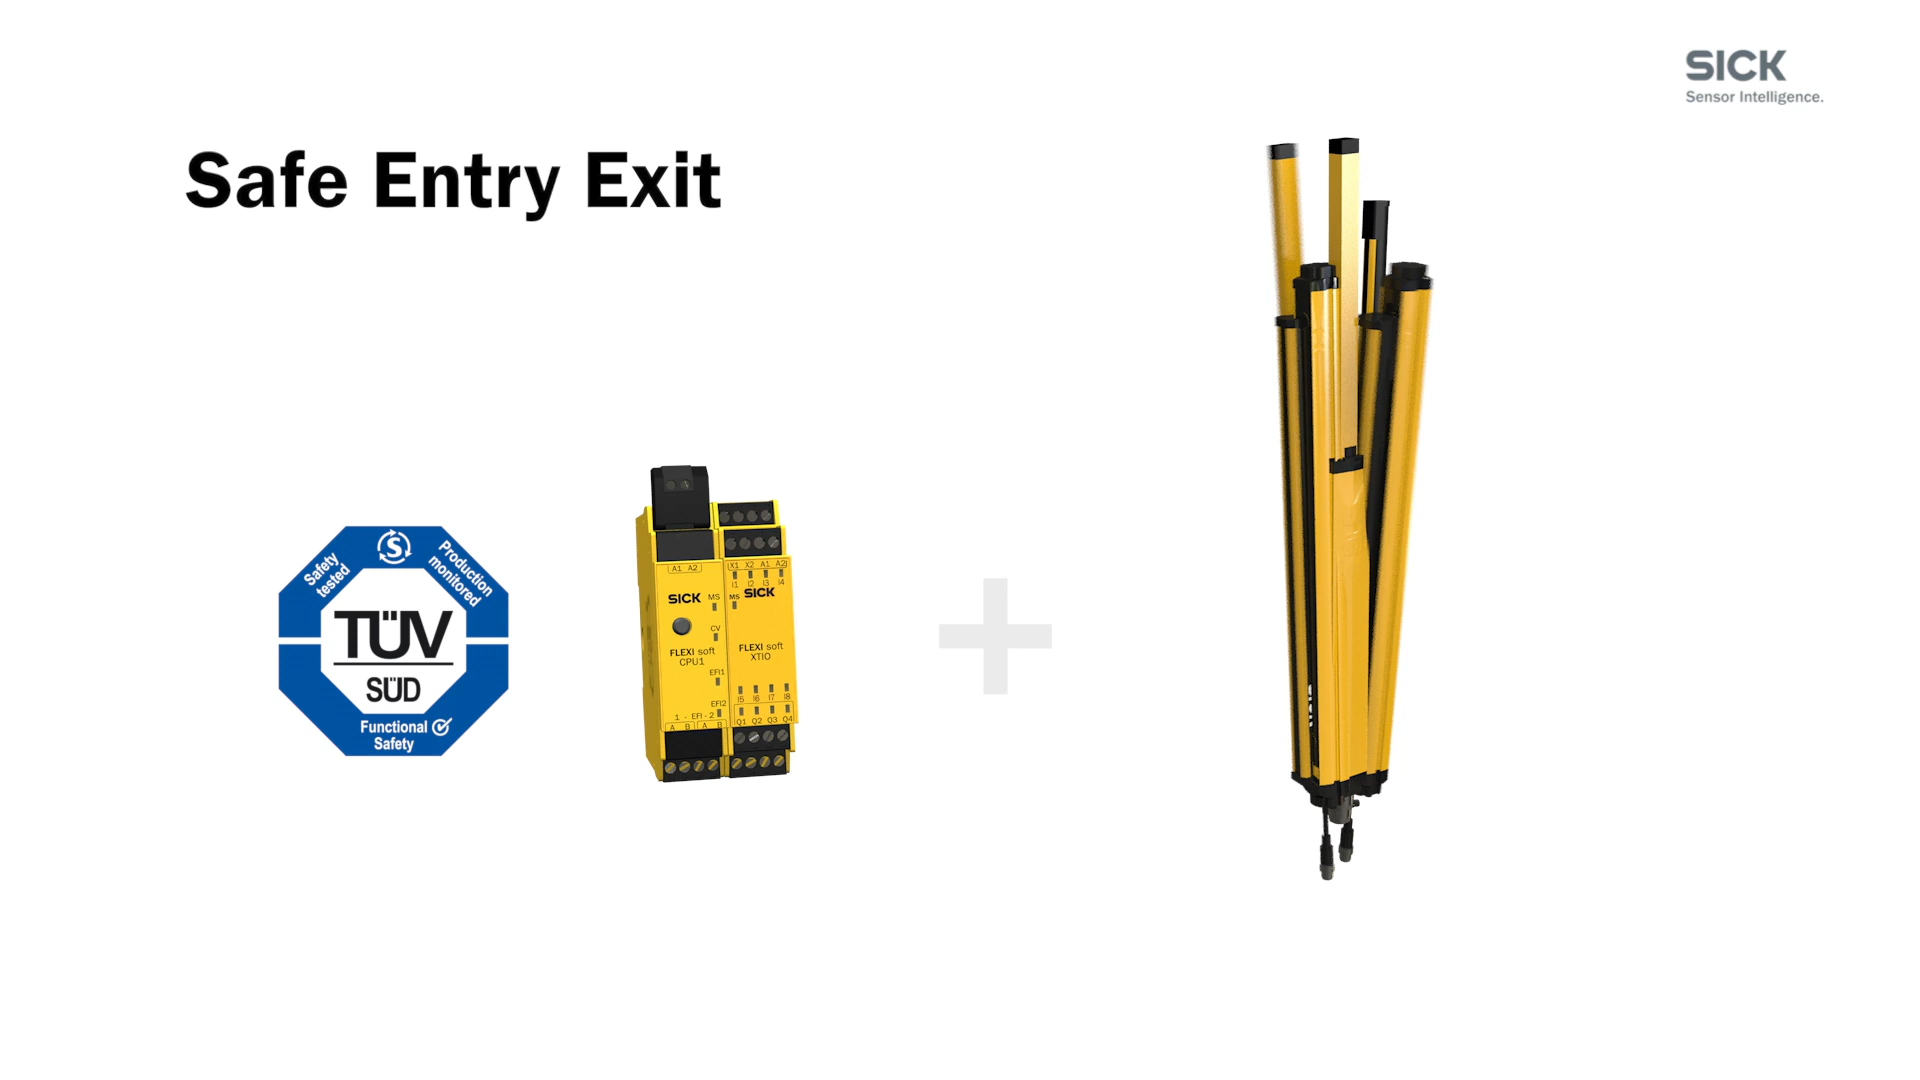 SICK
Sensor Intelligence.
Safe Entry Exit
Safety
tested
S
Production
monitored
TÜV
SÜD
Functional
Safety
A1 A2
SICK
MS
CV
FLEXI soft
CPU1
EFI1
EFI2
1 - EFI - 2
A B A B
X1 X2 A1 A2
I1 I2 I3 I4
MS
SICK
FLEXI soft
XTIO
I5 I6 I7 I8
Q1 Q2 Q3 Q4